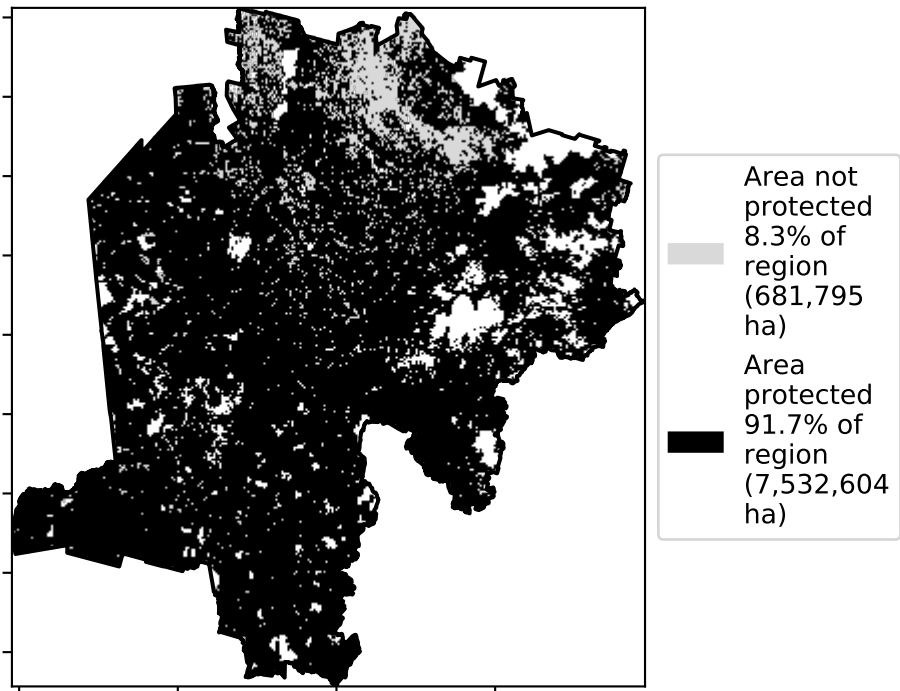 Area not
protected
8.3% of
region
(681,795
ha)
Area
protected
91.7% of
region
(7,532,604
ha)